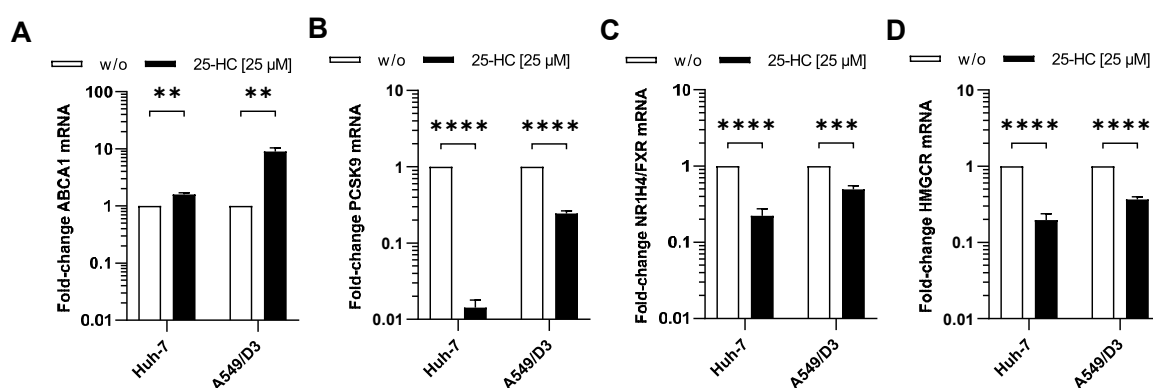 A
w/o 25-HC [25 µM]
Fold-change ABCA1 mRNA
100
10
1
0.1
0.01
**
**
Huh-7
A549/D3
B
w/o 25-HC [25 µM]
Fold-change PCSK9 mRNA
10
1
0.1
0.01
****
****
Huh-7
A549/D3
C
w/o 25-HC [25 µM]
Fold-change NR1H4/FXR mRNA
10
1
0.1
0.01
****
***
Huh-7
A549/D3
D
w/o 25-HC [25 µM]
Fold-change HMGCR mRNA
10
1
0.1
0.01
****
****
Huh-7
A549/D3